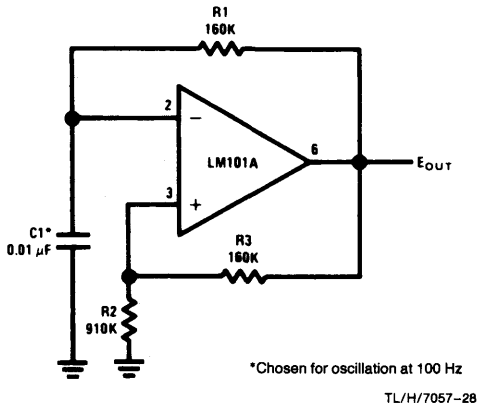 R1
160K
2
−
LM101A
6
EOUT
3
+
C1*
0.01 μF
R3
160K
R2
910K
*Chosen for oscillation at 100 Hz
TL/H/7057–28